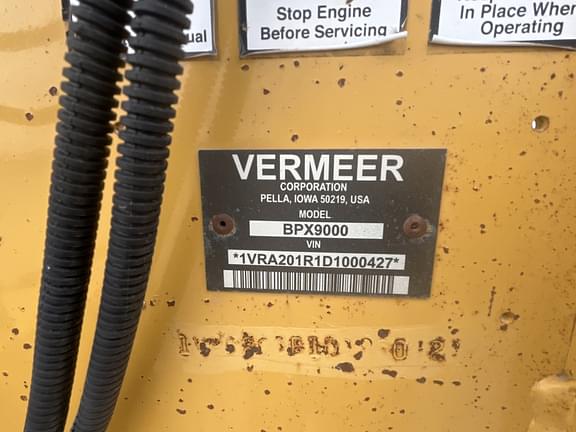 ual
Stop Engine
Before Servicing
In Place When
Operating
VERMEER
CORPORATION
PELLA, IOWA 50219, USA
MODEL
BPX9000
VIN
*1VRA201R1D1000427*